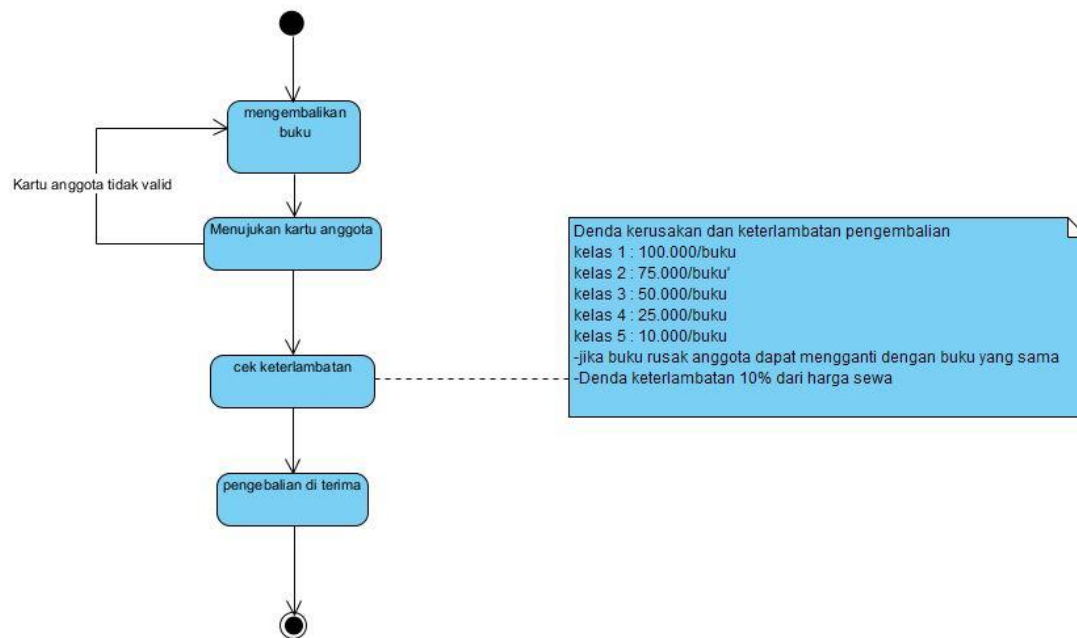 mengembalikan
buku
Kartu anggota tidak valid
Menujukan kartu anggota
Denda kerusakan dan keterlambatan pengembalian
kelas 1 : 100.000/buku
kelas 2 : 75.000/buku'
kelas 3 : 50.000/buku
kelas 4 : 25.000/buku
kelas 5 : 10.000/buku
-jika buku rusak anggota dapat mengganti dengan buku yang sama
-Denda keterlambatan 10% dari harga sewa
cek keterlambatan
pengebalian di terima